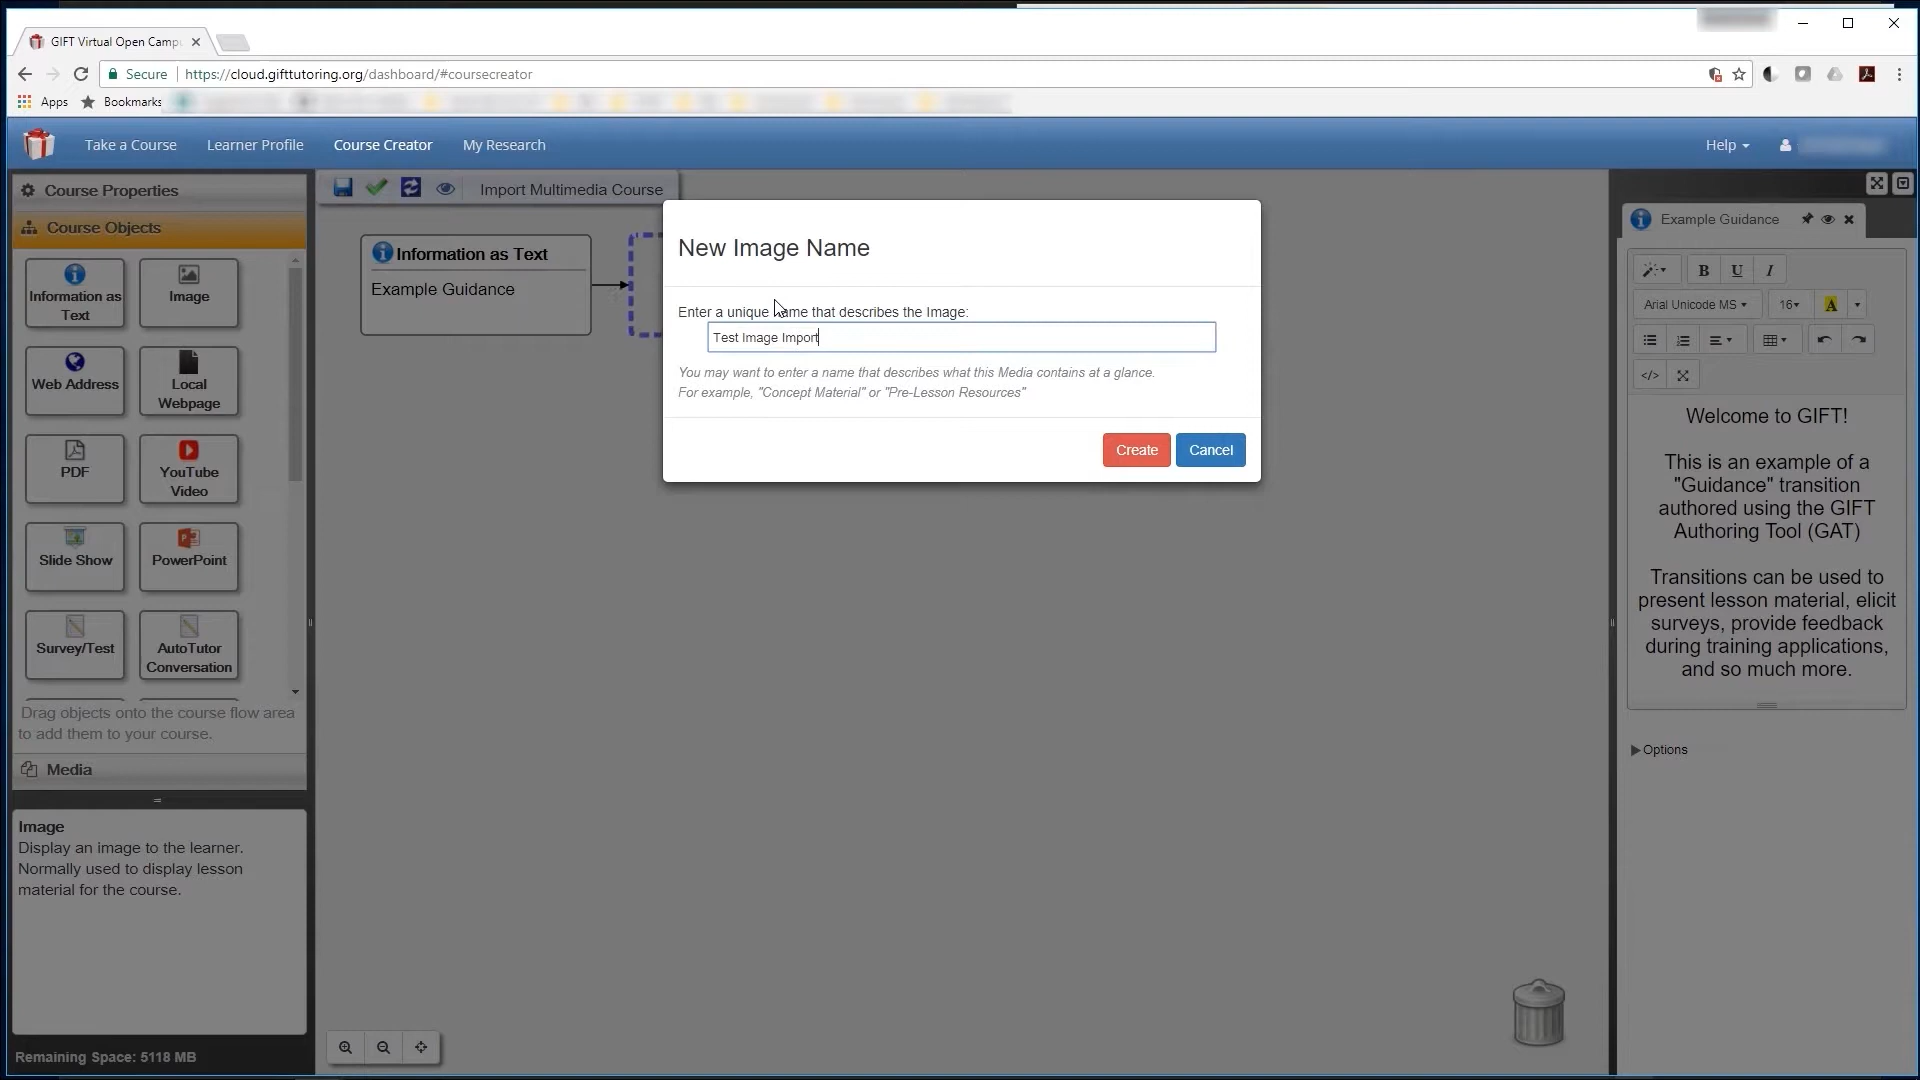 GIFT Virtual Open Camp
Secure
https://cloud.gifttutoring.org/dashboard/#coursecreator
Apps
Bookmarks
Take a Course
Learner Profile
Course Creator
My Research
Help
Course Properties
Course Objects
Information as
Text
Image
Web Address
Local
Webpage
PDF
YouTube
Video
Slide Show
PowerPoint
Survey/Test
AutoTutor
Conversation
Drag objects onto the course flow area
to add them to your course.
Media
Image
Display an image to the learner.
Normally used to display lesson
material for the course.
Remaining Space: 5118 MB
Import Multimedia Course
Information as Text
Example Guidance
New Image Name
Enter a unique name that describes the Image:
Test Image Import
You may want to enter a name that describes what this Media contains at a glance.
For example, "Concept Material" or "Pre-Lesson Resources"
Create
Cancel
Example Guidance
B
U
I
Arial Unicode MS
16
A
</>
Welcome to GIFT!
This is an example of a
"Guidance" transition
authored using the GIFT
Authoring Tool (GAT)
Transitions can be used to
present lesson material, elicit
surveys, provide feedback
during training applications,
and so much more.
Options